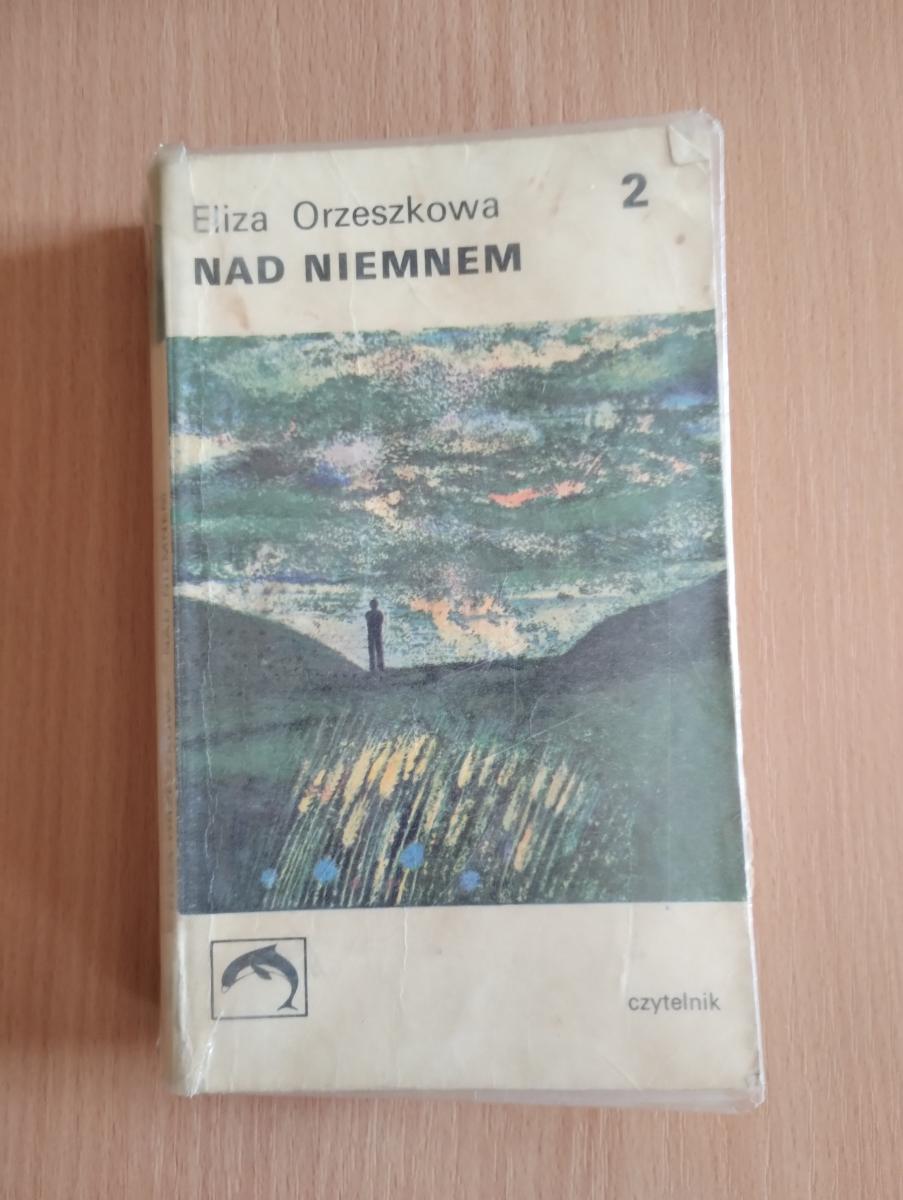 Eliza Orzeszkowa
2
NAD NIEMNEM
czytelnik